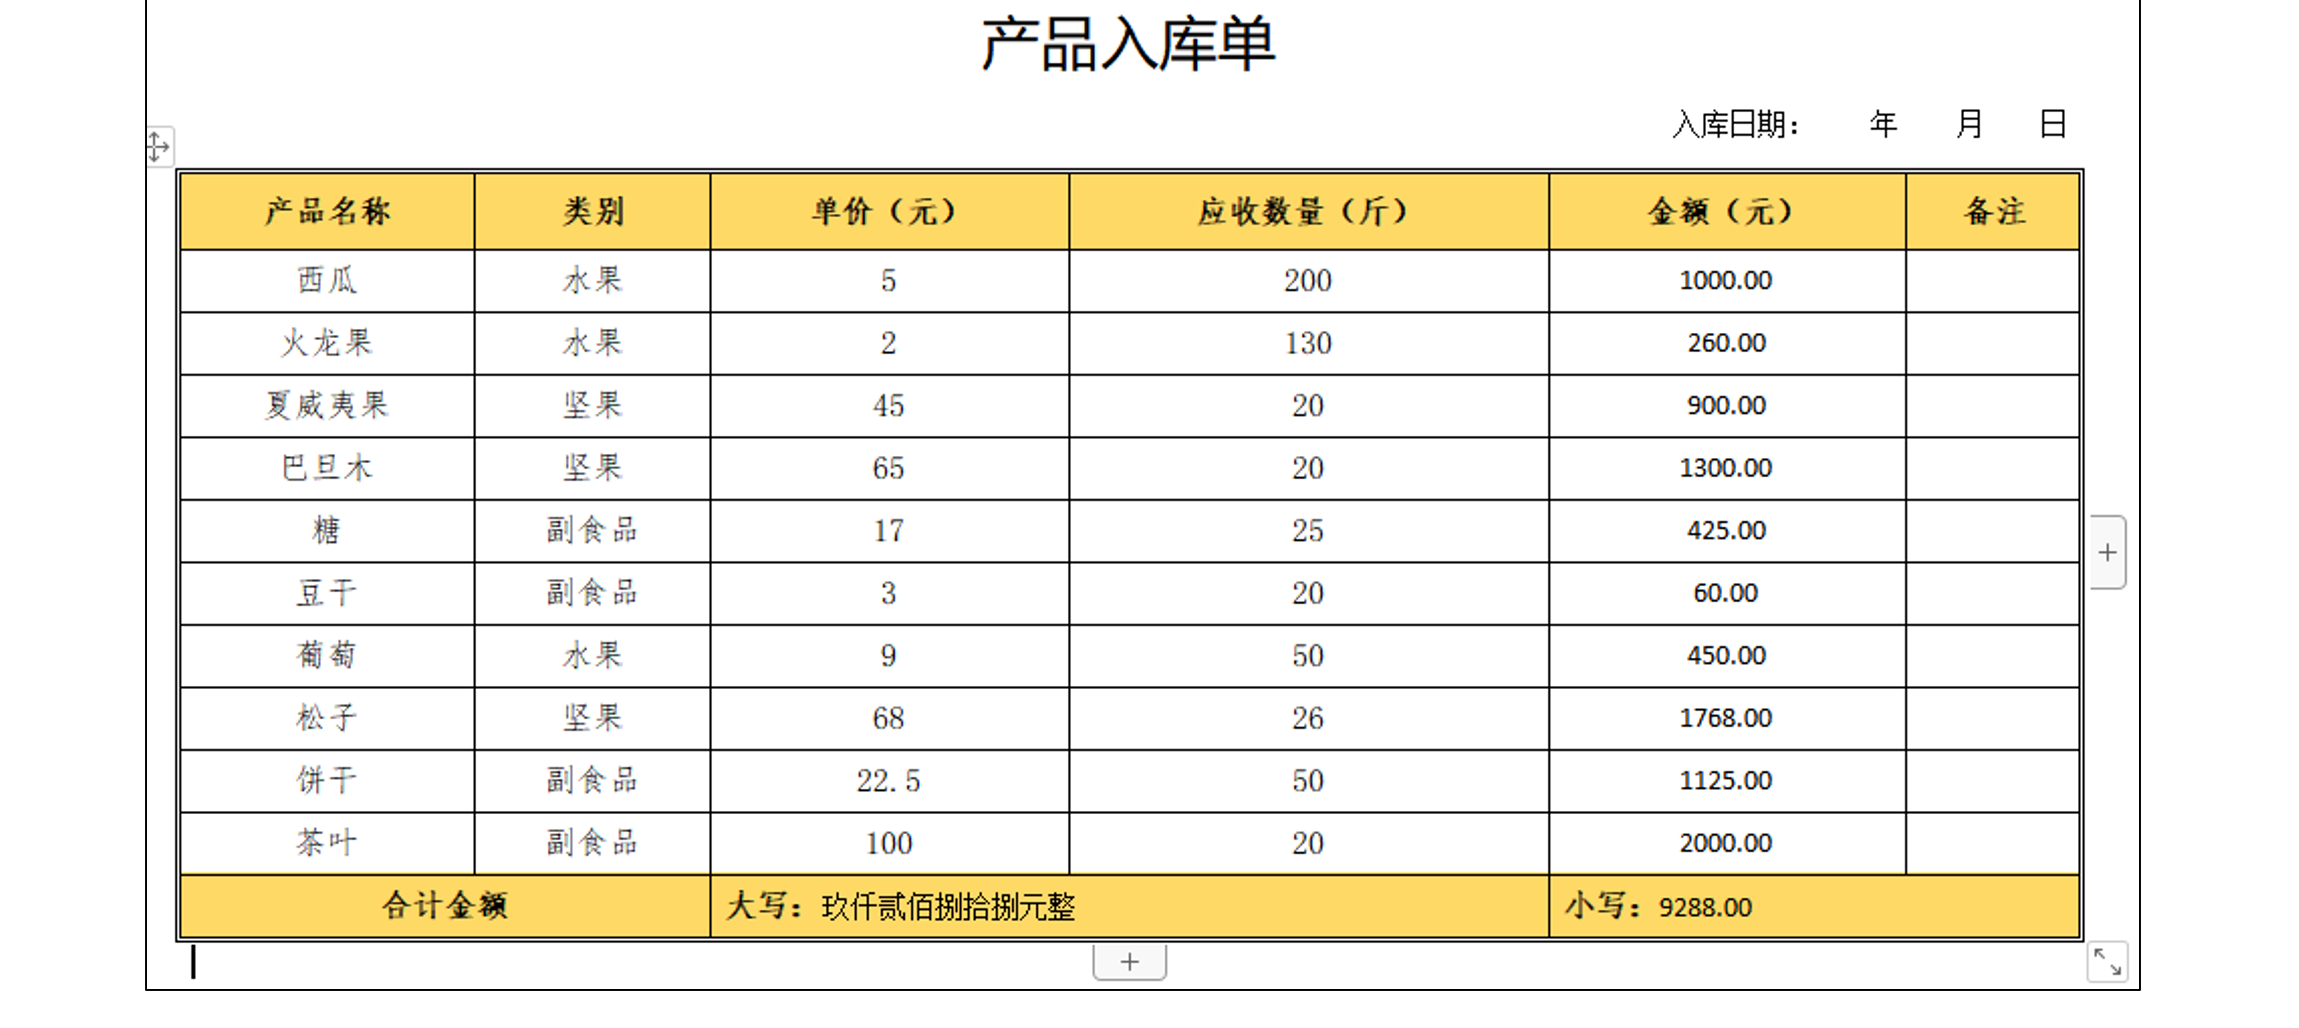 产品入库单
入库日期： 年 月 日
产品名称 类别 单价（元） 应收数量（斤） 金额（元） 备注
西瓜 水果 5 200 1000.00
火龙果 水果 2 130 260.00
夏威夷果 坚果 45 20 900.00
巴旦木 坚果 65 20 1300.00
糖 副食品 17 25 425.00
豆干 副食品 3 20 60.00
葡萄 水果 9 50 450.00
松子 坚果 68 26 1768.00
饼干 副食品 22.5 50 1125.00
茶叶 副食品 100 20 2000.00
合计金额 大写：玖仟贰佰捌拾捌元整 小写：9288.00